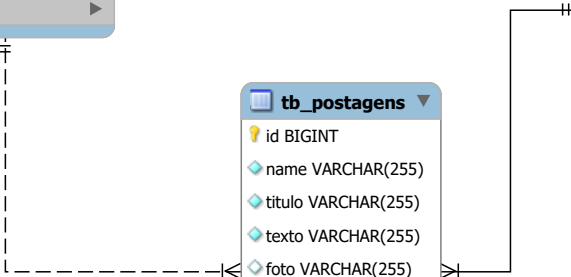 tb_postagens
id BIGINT
name VARCHAR(255)
titulo VARCHAR(255)
texto VARCHAR(255)
foto VARCHAR(255)